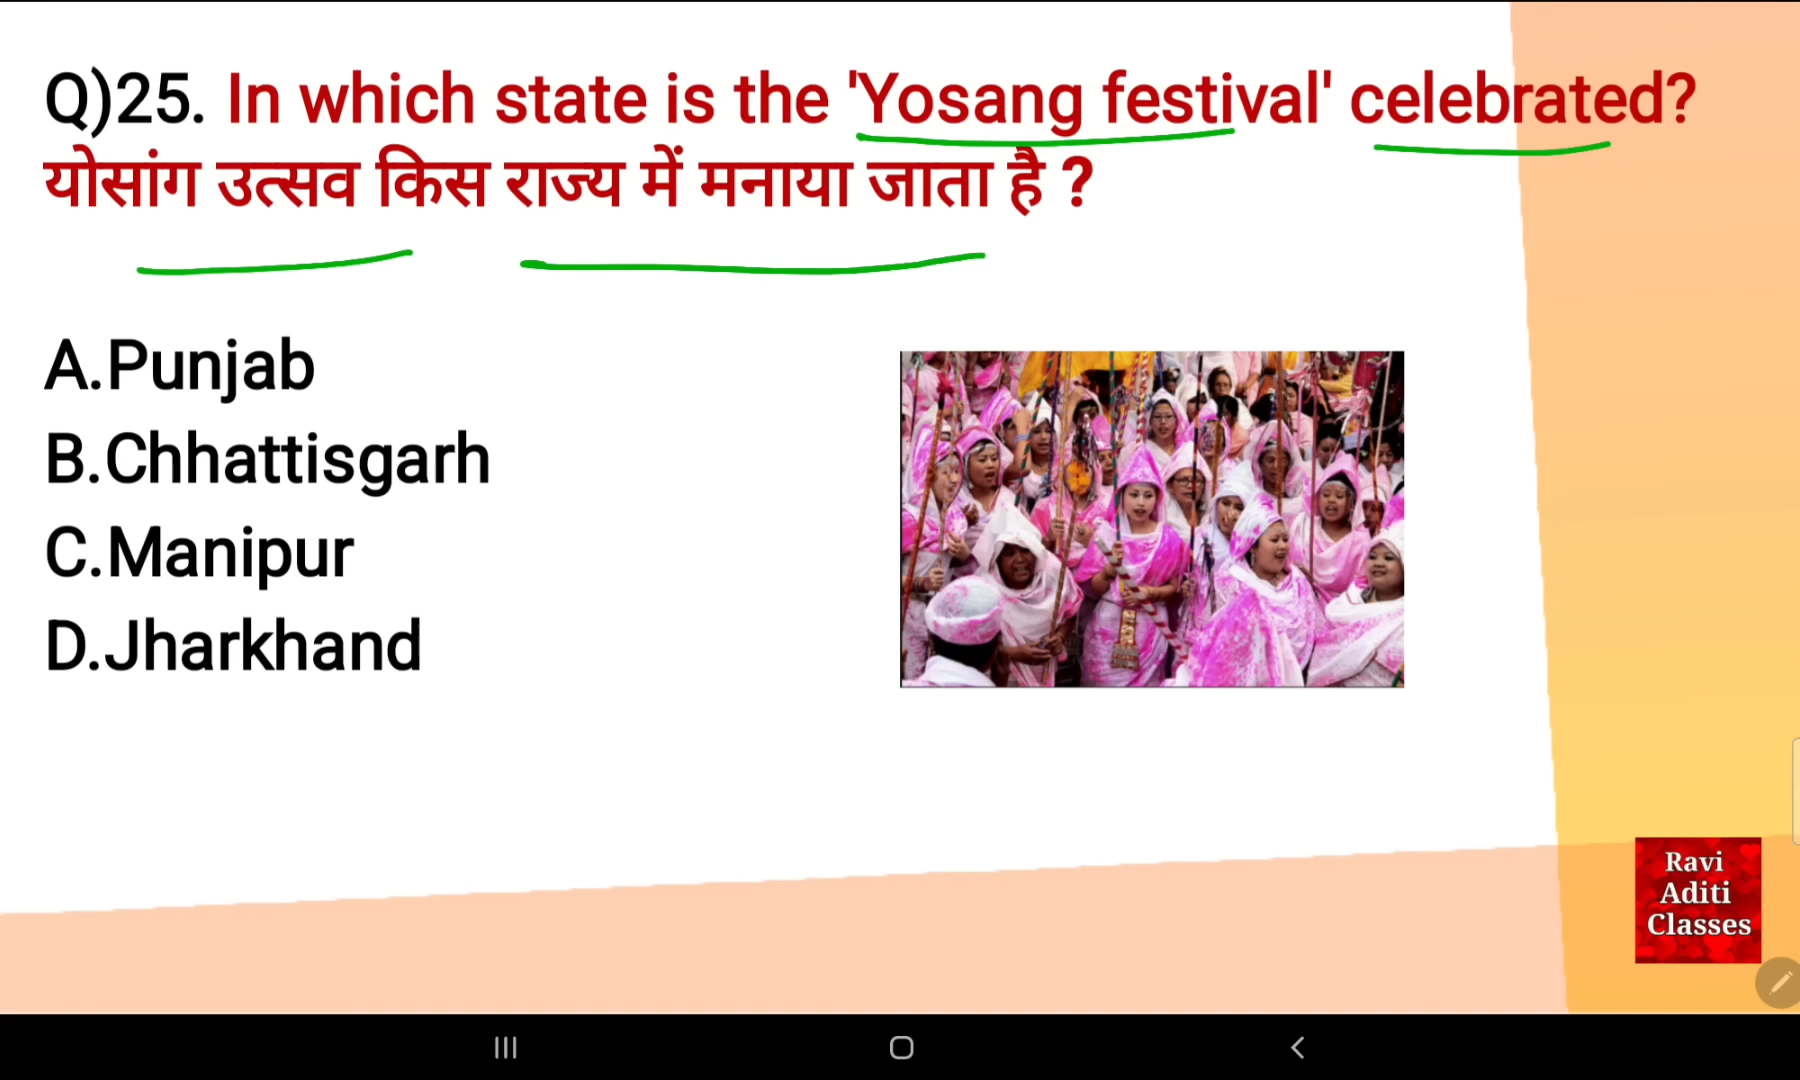 Q)25. In which state is the 'Yosang festival' celebrated?
योसांग उत्सव किस राज्य में मनाया जाता है ?
A.Punjab
B.Chhattisgarh
C.Manipur
D.Jharkhand
Ravi
Aditi
Classes